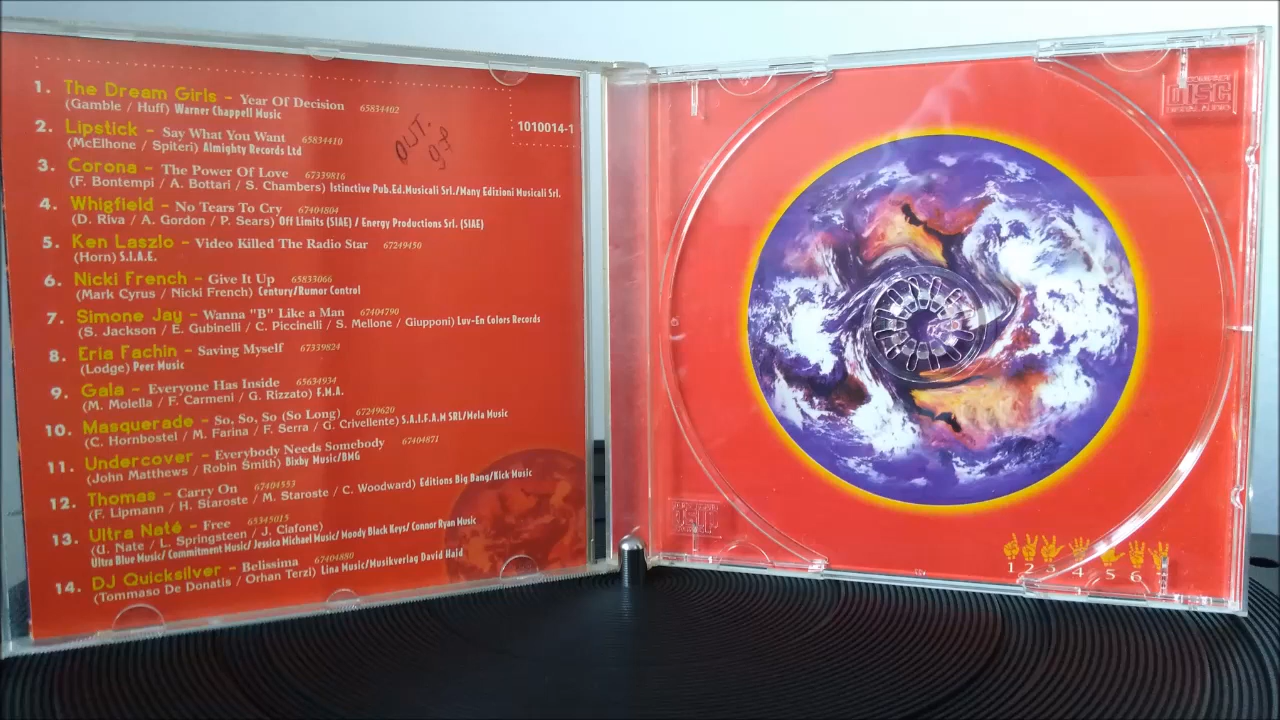 1. The Dream Girls – Year Of Decision 65834402
(Gamble / Huff) Warner Chappell Music
2. Lipstick – Say What You Want 65834410
(McElhone / Spiteri) Almighty Records Ltd
3. Corona – The Power Of Love 67339816
(F. Bontempi / A. Bottari / S. Chambers) Istinctive Pub.Ed.Musicali Srl./Many Edizioni Musicali Srl.
4. Whigfield – No Tears To Cry 67404804
(D. Riva / A. Gordon / P. Sears) Off Limits (SIAE) / Energy Productions Srl. (SIAE)
5. Ken Laszlo – Video Killed The Radio Star 67249450
(Horn) S.I.A.E.
6. Nicki French – Give It Up 65833066
(Mark Cyrus / Nicki French) Century/Rumor Control
7. Simone Jay – Wanna "B" Like a Man 67404790
(S. Jackson / E. Gubinelli / C. Piccinelli / S. Mellone / Giupponi) Luv-En Colors Records
8. Eria Fachin – Saving Myself 67339824
(Lodge) Peer Music
9. Gala – Everyone Has Inside 65634934
(M. Molella / F. Carmeni / G. Rizzato) F.M.A.
10. Masquerade – So, So, So (So Long) 67249620
(C. Hornbostel / M. Farina / F. Serra / G. Crivellente) S.A.I.F.A.M SRL/Mela Music
11. Undercover – Everybody Needs Somebody 67404871
(John Matthews / Robin Smith) Bixby Music/BMG
12. Thomas – Carry On 67404553
(F. Lipmann / H. Staroste / M. Staroste / C. Woodward) Editions Big Bang/Kick Music
13. Ultra Naté – Free 65345015
(U. Nate / L. Springsteen / J. Ciafone)
Ultra Blue Music/ Commitment Music/ Jessica Michael Music/ Moody Black Keys/ Connor Ryan Music
14. DJ Quicksilver – Belissima 67404880
(Tommaso De Donatis / Orhan Terzi) Lina Music/Musikverlag David Haid
1010014-1
OUT.
97
COMPACT
DISC
1 2 3 4 5 6